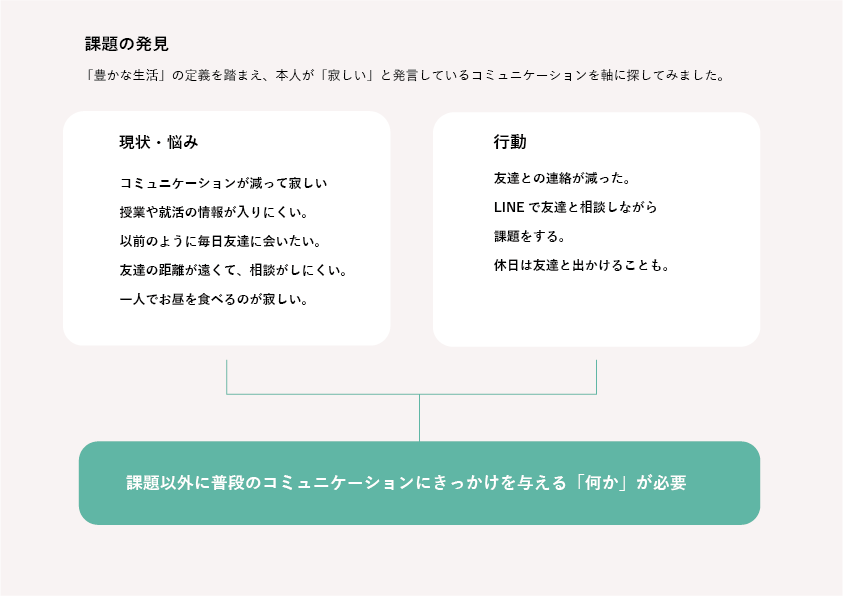 課題の発見
「豊かな生活」の定義を踏まえ、本人が「寂しい」と発言しているコミュニケーションを軸に探してみました。
現状・悩み
コミュニケーションが減って寂しい
授業や就活の情報が入りにくい。
以前のように毎日友達に会いたい。
友達の距離が遠くて、相談がしにくい。
一人でお昼を食べるのが寂しい。
行動
友達との連絡が減った。
LINEで友達と相談しながら
課題をする。
休日は友達と出かけることも。
課題以外に普段のコミュニケーションにきっかけを与える「何か」が必要